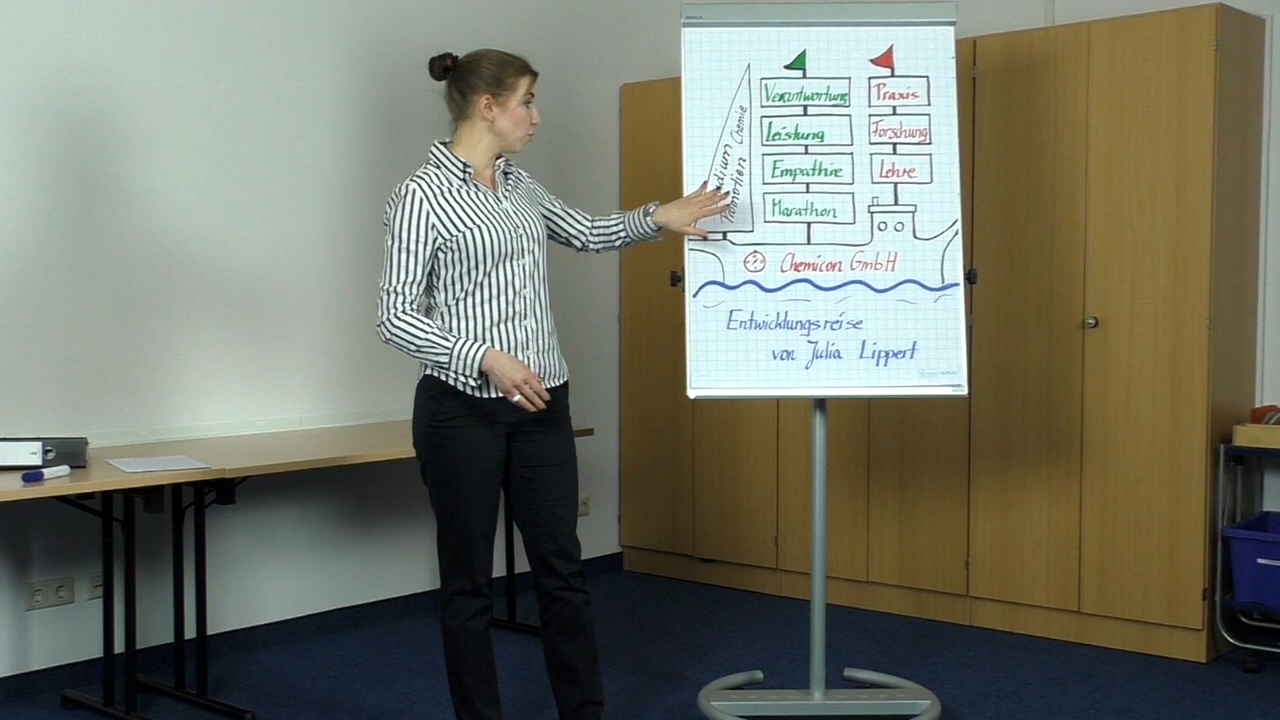 Verantwortung
Leistung
Empathie
Marathon
Praxis
Forschung
Lehre
Promotion Chemie
Chemicon GmbH
Entwicklungsreise
von Julia Lippert